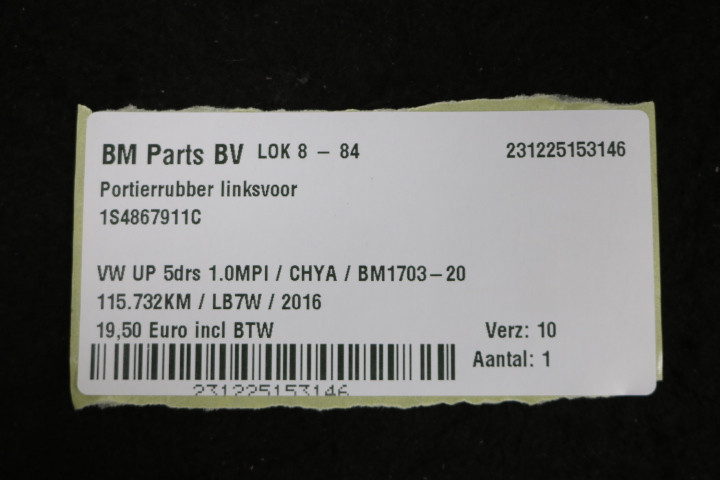 BM Parts BV LOK 8 - 84 231225153146
Portierrubber linksvoor
1S4867911C
VW UP 5drs 1.0MPI / CHYA / BM1703-20
115.732KM / LB7W / 2016
19,50 Euro incl BTW Verz: 10
Aantal: 1
231225153146